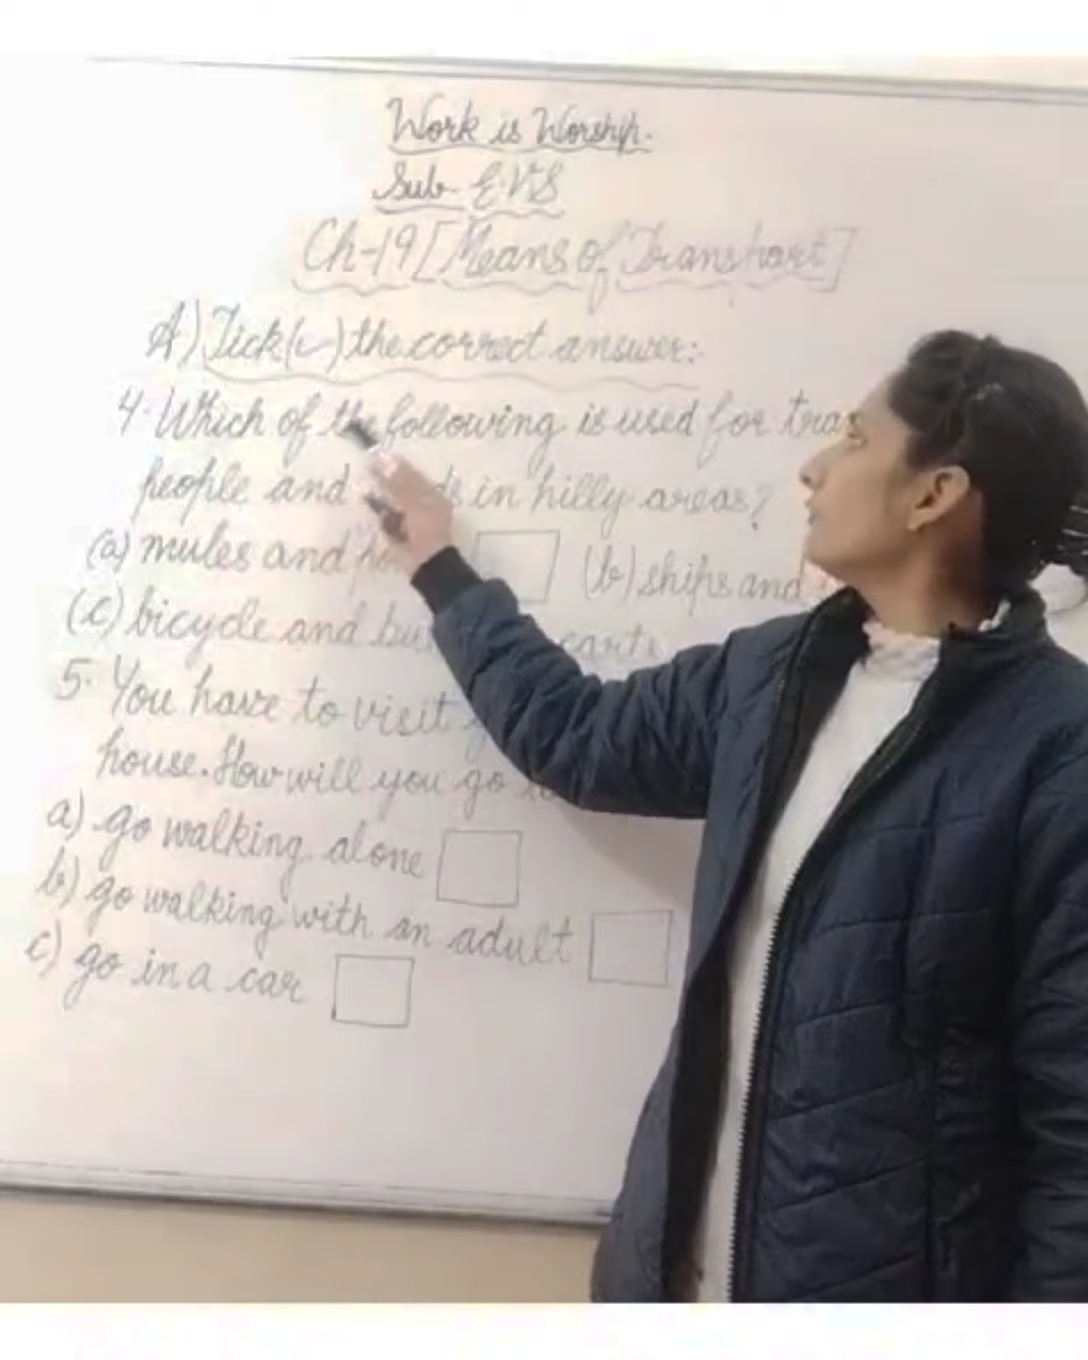 Work is Worship.
Sub- E.V.S
Ch-19 [Means of Transport]
A) Tick (✓) the correct answer:-
4. Which of the following is used for
people and in hilly areas?
(a) mules and (b) ships and
(c) bicycle and carts
5. You have to visit
house. How will you go
a) go walking alone
b) go walking with an adult
c) go in a car